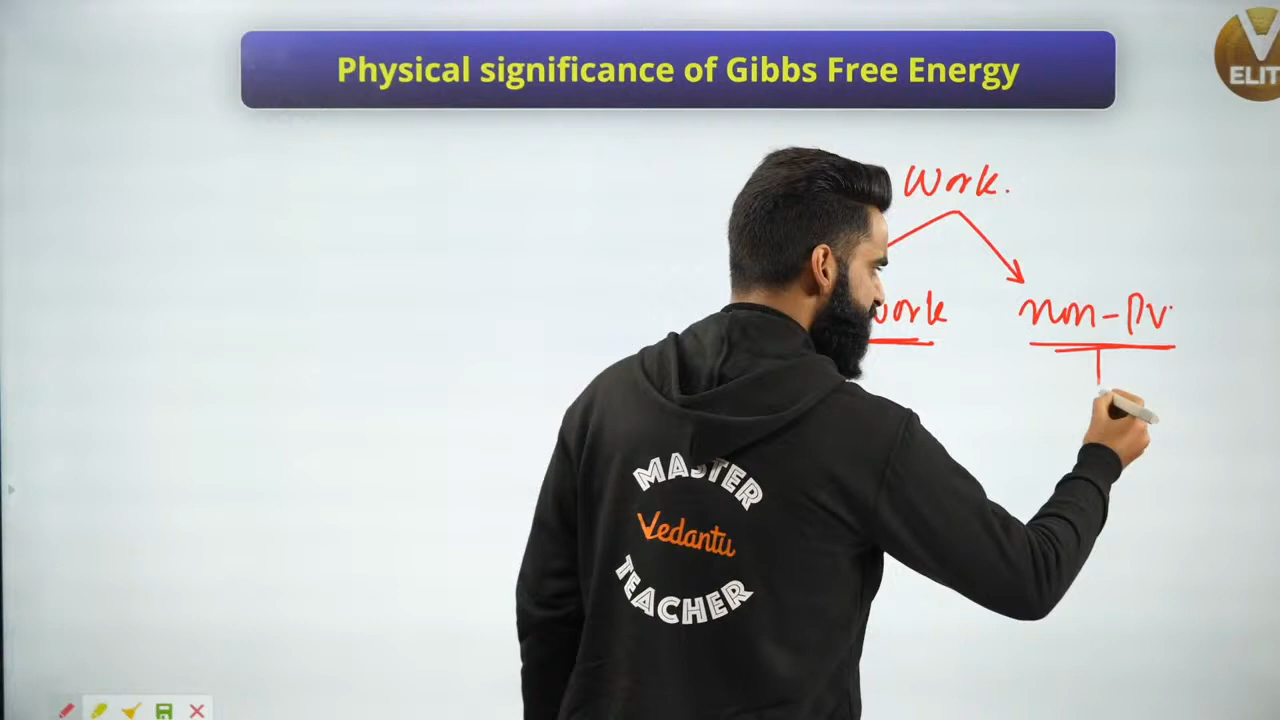 Physical significance of Gibbs Free Energy
V
ELIT
Work.
work
non-PV.
MASTER
Vedantu
TEACHER